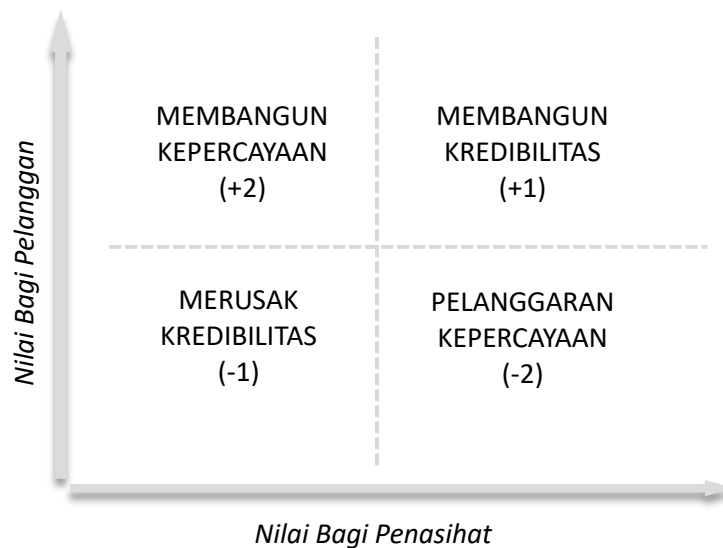 Nilai Bagi Pelanggan
MEMBANGUN
KEPERCAYAAN
(+2)
MEMBANGUN
KREDIBILITAS
(+1)
MERUSAK
KREDIBILITAS
(-1)
PELANGGARAN
KEPERCAYAAN
(-2)
Nilai Bagi Penasihat